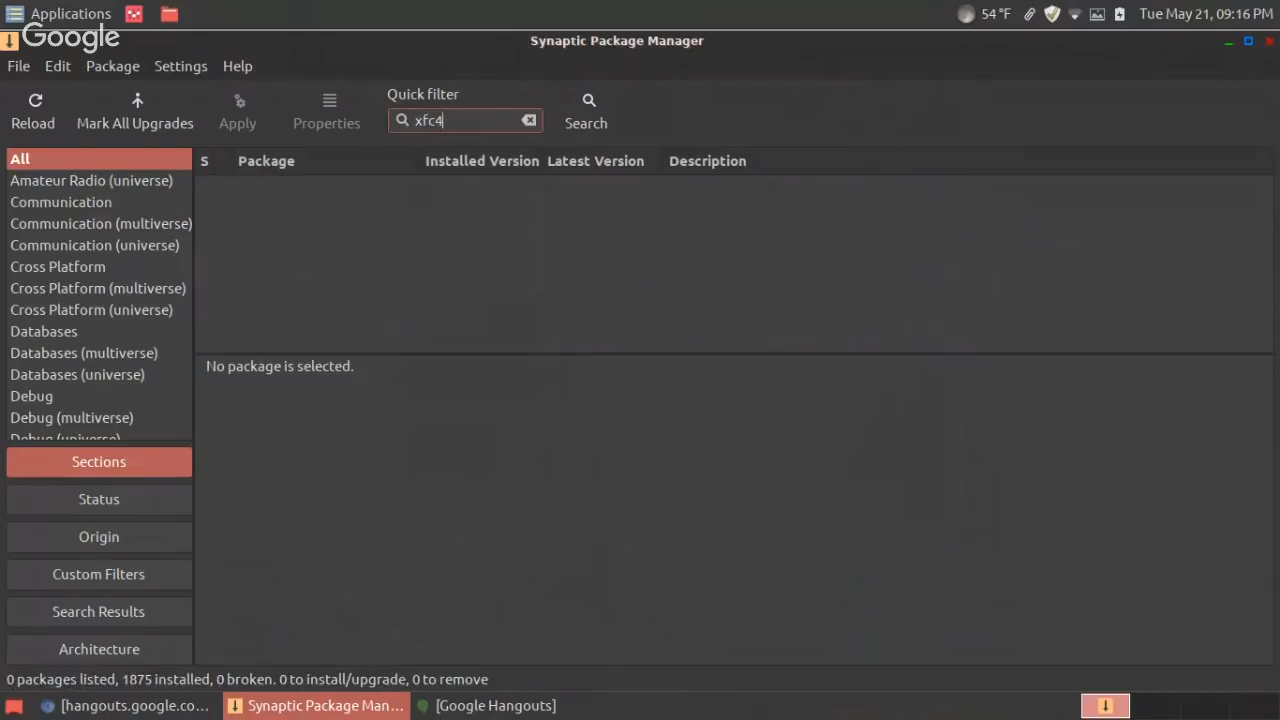 Applications
54 °F
Tue May 21, 09:16 PM
Google
Synaptic Package Manager
File Edit Package Settings Help
Reload
Mark All Upgrades
Apply
Properties
Quick filter
xfc4
Search
All
Amateur Radio (universe)
Communication
Communication (multiverse)
Communication (universe)
Cross Platform
Cross Platform (multiverse)
Cross Platform (universe)
Databases
Databases (multiverse)
Databases (universe)
Debug
Debug (multiverse)
Debug (universe)
S Package Installed Version Latest Version Description
No package is selected.
Sections
Status
Origin
Custom Filters
Search Results
Architecture
0 packages listed, 1875 installed, 0 broken. 0 to install/upgrade, 0 to remove
[hangouts.google.co...
Synaptic Package Man...
[Google Hangouts]